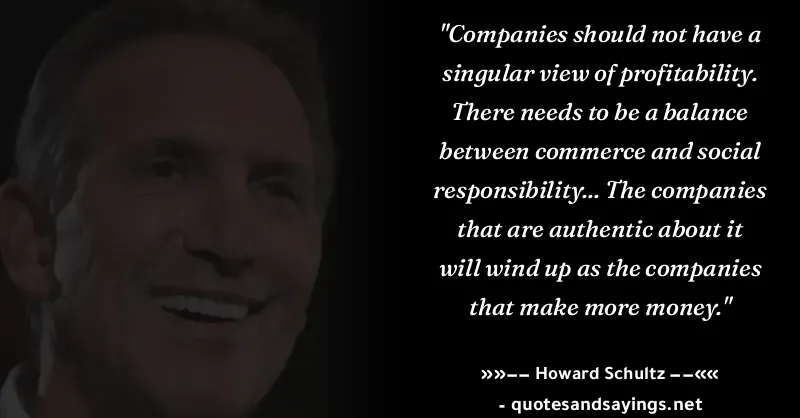 "Companies should not have a
singular view of profitability.
There needs to be a balance
between commerce and social
responsibility... The companies
that are authentic about it
will wind up as the companies
that make more money."
»»-- Howard Schultz --««
- quotesandsayings.net